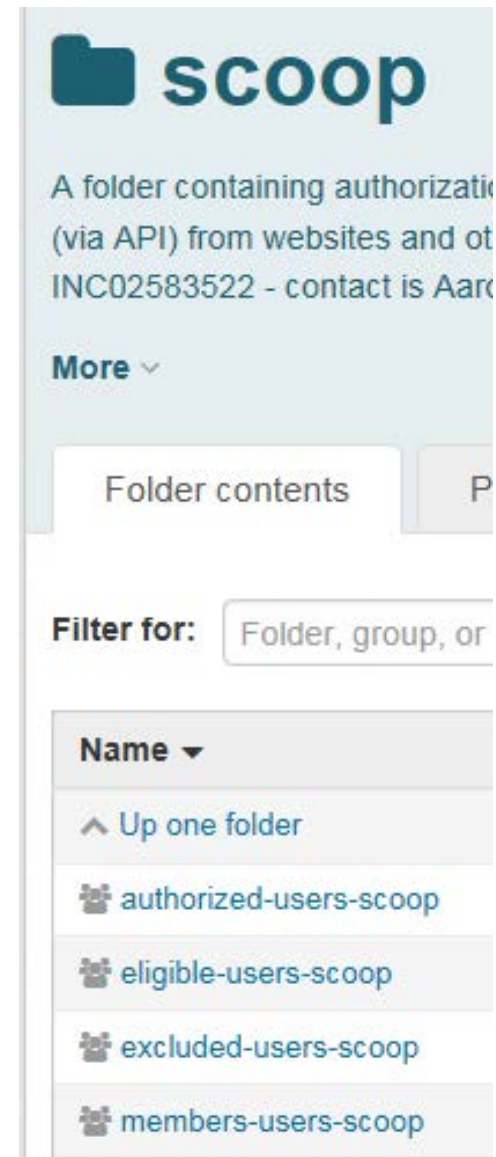 scoop
A folder containing
(via API) from websites and
INC02583522 - contact is
More
Folder contents
Filter for: Folder, group, or
Name
Up one folder
authorized-users-scoop
eligible-users-scoop
excluded-users-scoop
members-users-scoop